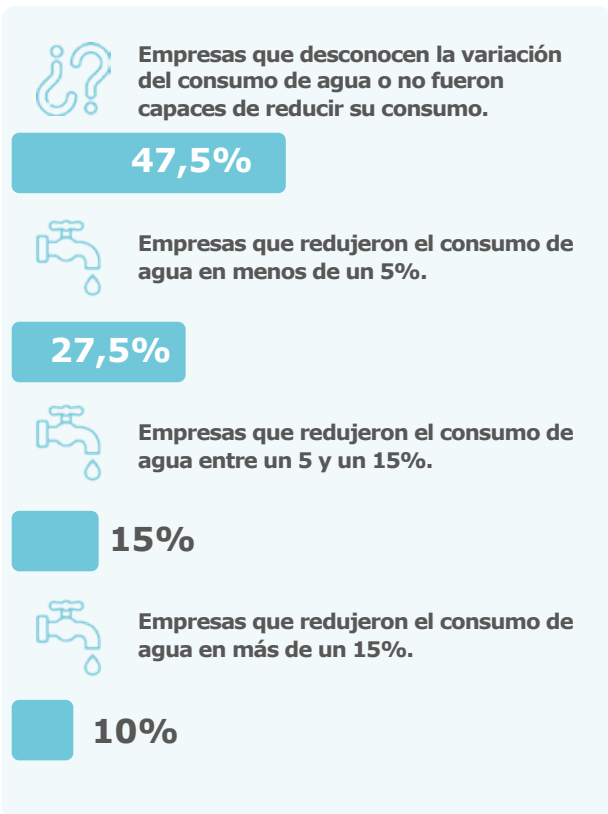 Empresas que desconocen la variación
del consumo de agua o no fueron
capaces de reducir su consumo.
47,5%
Empresas que redujeron el consumo de
agua en menos de un 5%.
27,5%
Empresas que redujeron el consumo de
agua entre un 5 y un 15%.
15%
Empresas que redujeron el consumo de
agua en más de un 15%.
10%